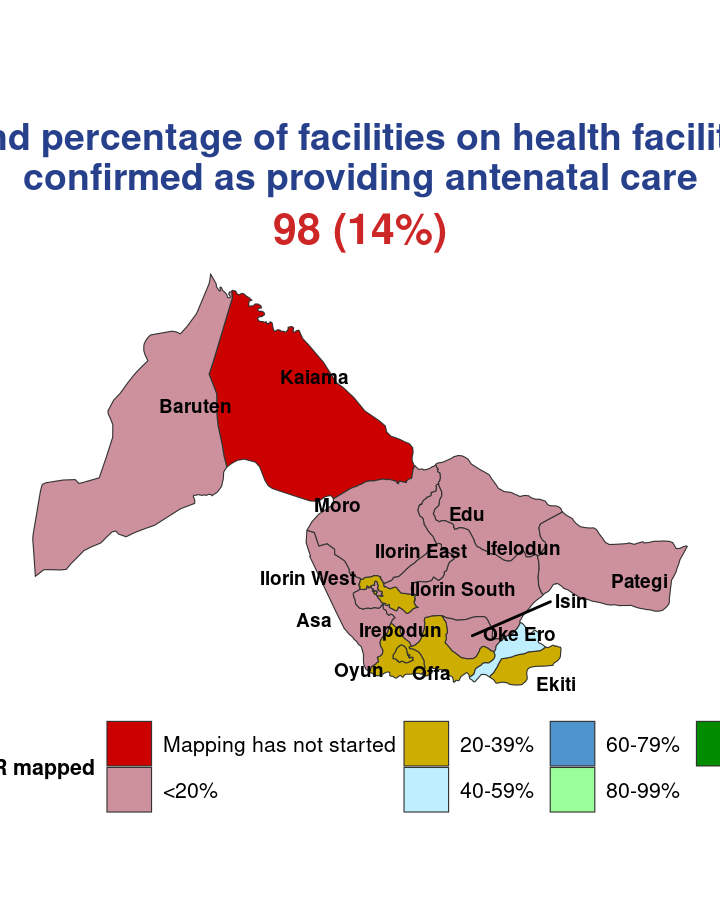 nd percentage of facilities on health facilit
confirmed as providing antenatal care
98 (14%)
Kaiama
Baruten
Moro
Edu
Ilorin East
Ifelodun
Ilorin West
Ilorin South
Pategi
Isin
Asa
Irepodun
Oke Ero
Oyun
Offa
Ekiti
R mapped
Mapping has not started
20-39%
60-79%
<20%
40-59%
80-99%